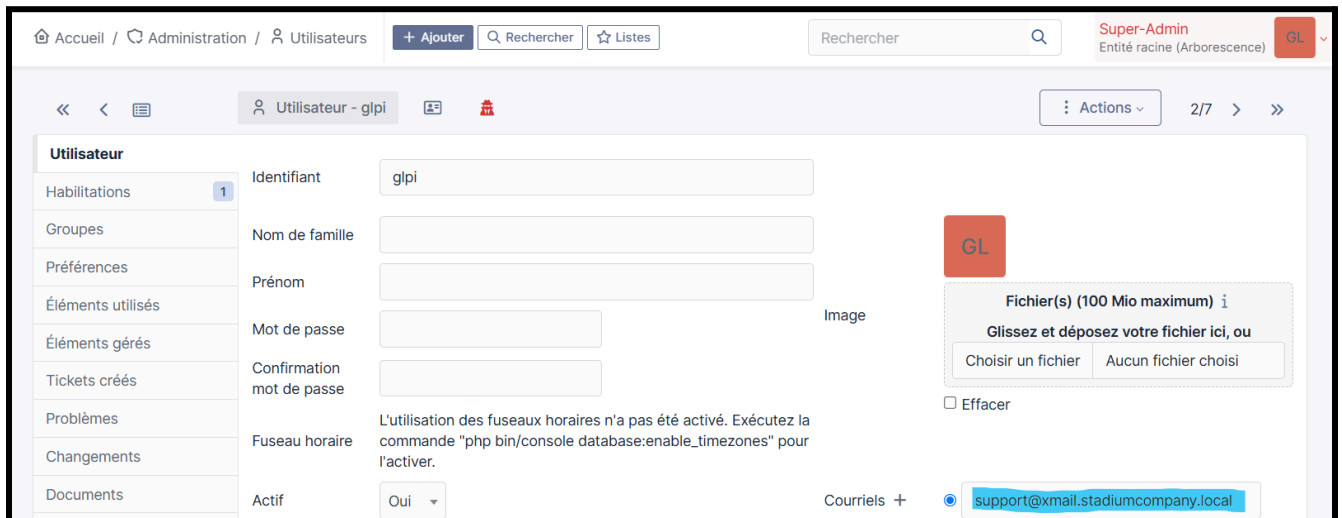 Accueil / Administration / Utilisateurs
+ Ajouter
Rechercher
Listes
Rechercher
Super-Admin
Entité racine (Arborescence)
GL
Utilisateur - glpi
Actions
2/7
Utilisateur
Habilitations 1
Groupes
Préférences
Éléments utilisés
Éléments gérés
Tickets créés
Problèmes
Changements
Documents
Identifiant
glpi
Nom de famille
Prénom
Mot de passe
Confirmation
mot de passe
Fuseau horaire
L'utilisation des fuseaux horaires n'a pas été activé. Exécutez la
commande "php bin/console database:enable_timezones" pour
l'activer.
Actif
Oui
Image
GL
Fichier(s) (100 Mio maximum) i
Glissez et déposez votre fichier ici, ou
Choisir un fichier Aucun fichier choisi
Effacer
Courriels +
support@xmail.stadiumcompany.local